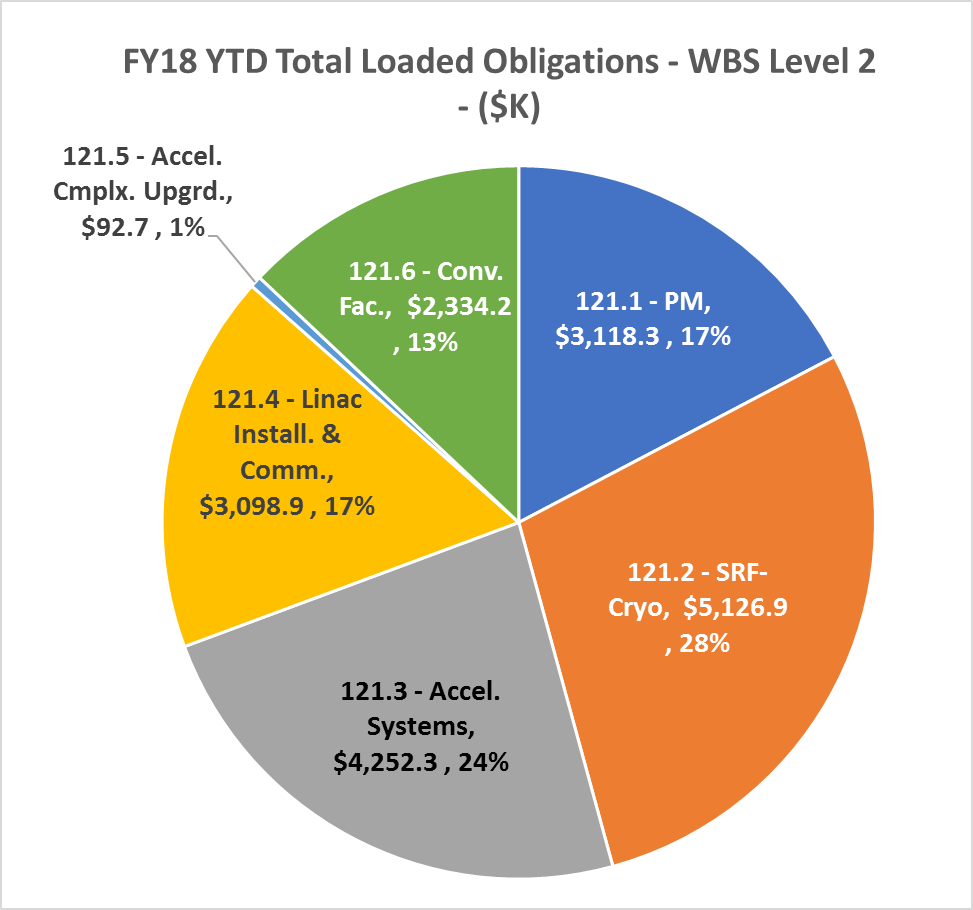 FY18 YTD Total Loaded Obligations - WBS Level 2
- ($K)
121.5 - Accel.
Cmplx. Upgrd.,
$92.7 , 1%
121.6 - Conv.
Fac., $2,334.2
, 13%
121.1 - PM,
$3,118.3 , 17%
121.4 - Linac
Install. &
Comm.,
$3,098.9 , 17%
121.2 - SRF-
Cryo, $5,126.9
, 28%
121.3 - Accel.
Systems,
$4,252.3 , 24%